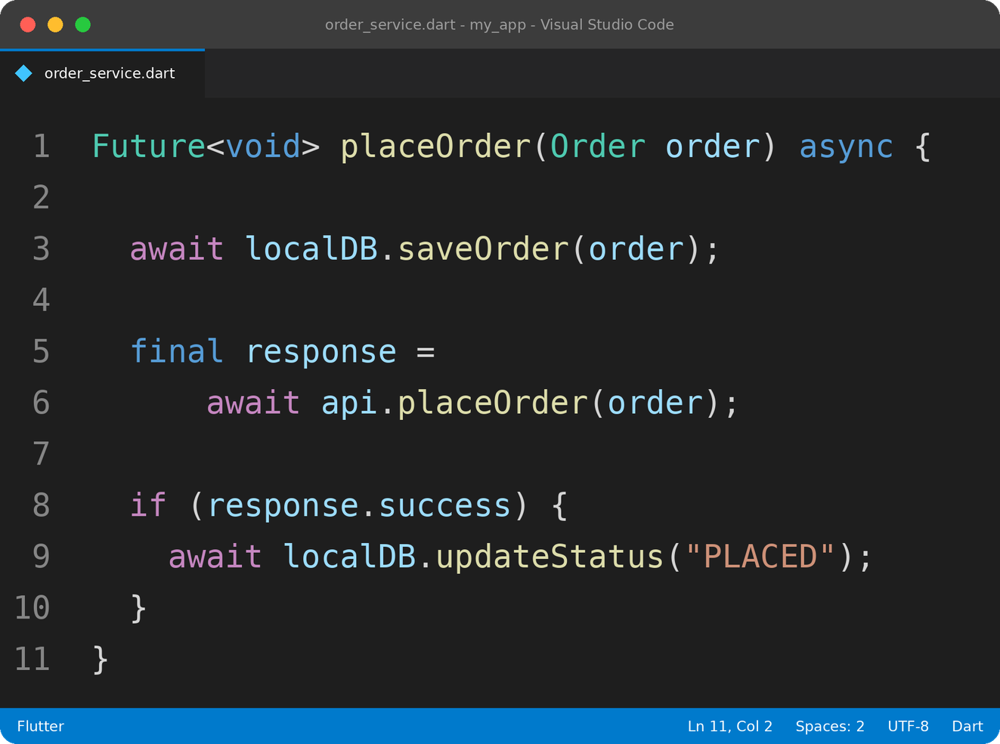 order_service.dart - my_app - Visual Studio Code
order_service.dart
1 Future<void> placeOrder(Order order) async {
2
3   await localDB.saveOrder(order);
4
5   final response =
6       await api.placeOrder(order);
7
8   if (response.success) {
9     await localDB.updateStatus("PLACED");
10   }
11 }
Flutter Ln 11, Col 2 Spaces: 2 UTF-8 Dart